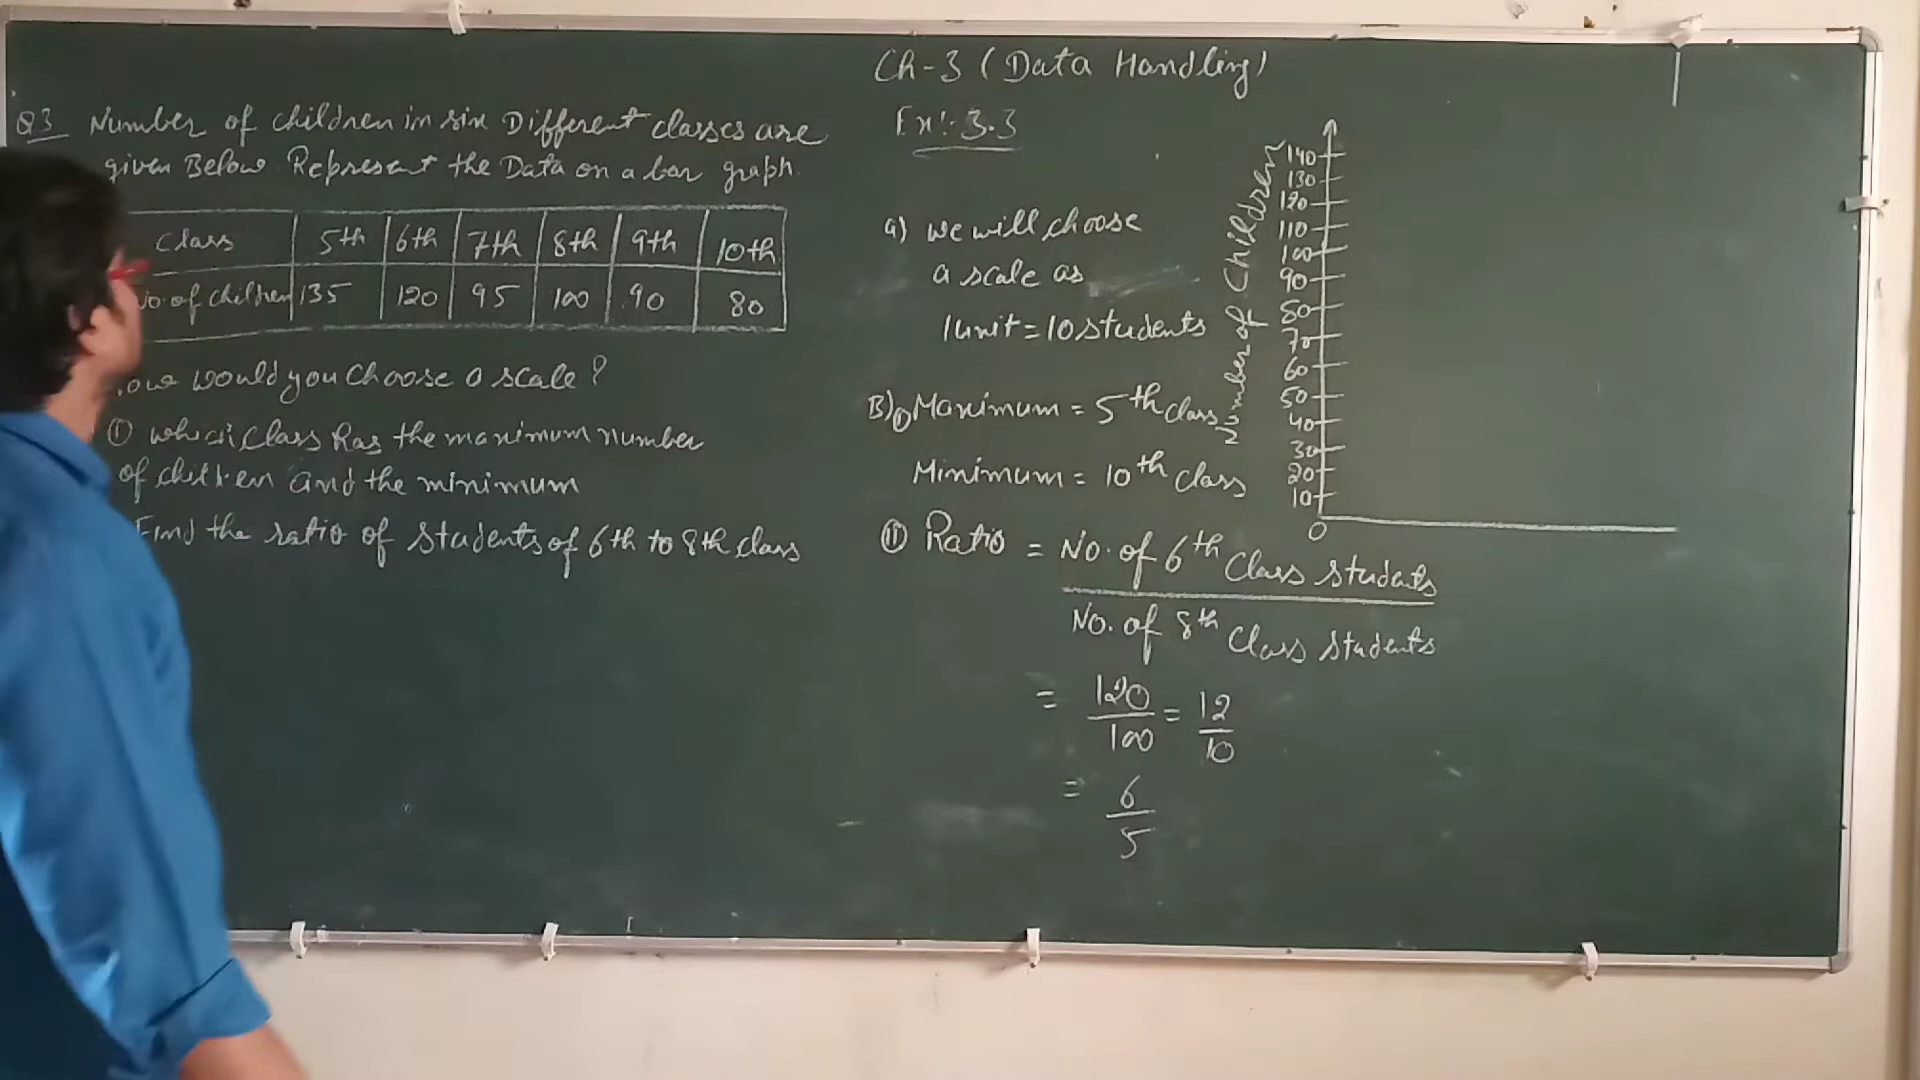 Ch-3 (Data Handling)
Ex:- 3.3
Q3 Number of children in six Different classes are
given Below. Represent the Data on a bar graph.
Class 5th 6th 7th 8th 9th 10th
No. of children 135 120 95 100 90 80
would you choose a scale?
(i) which class has the maximum number
of children and the minimum
Find the ratio of students of 6th to 8th class
a) we will choose
a scale as
1 unit = 10 students
B) (i) Maximum = 5th class
Minimum = 10th class
(ii) Ratio = No. of 6th Class students
No. of 8th Class students
= 120/100 = 12/10
= 6/5
Number of Children
140
130
120
110
100
90
80
70
60
50
40
30
20
10
0